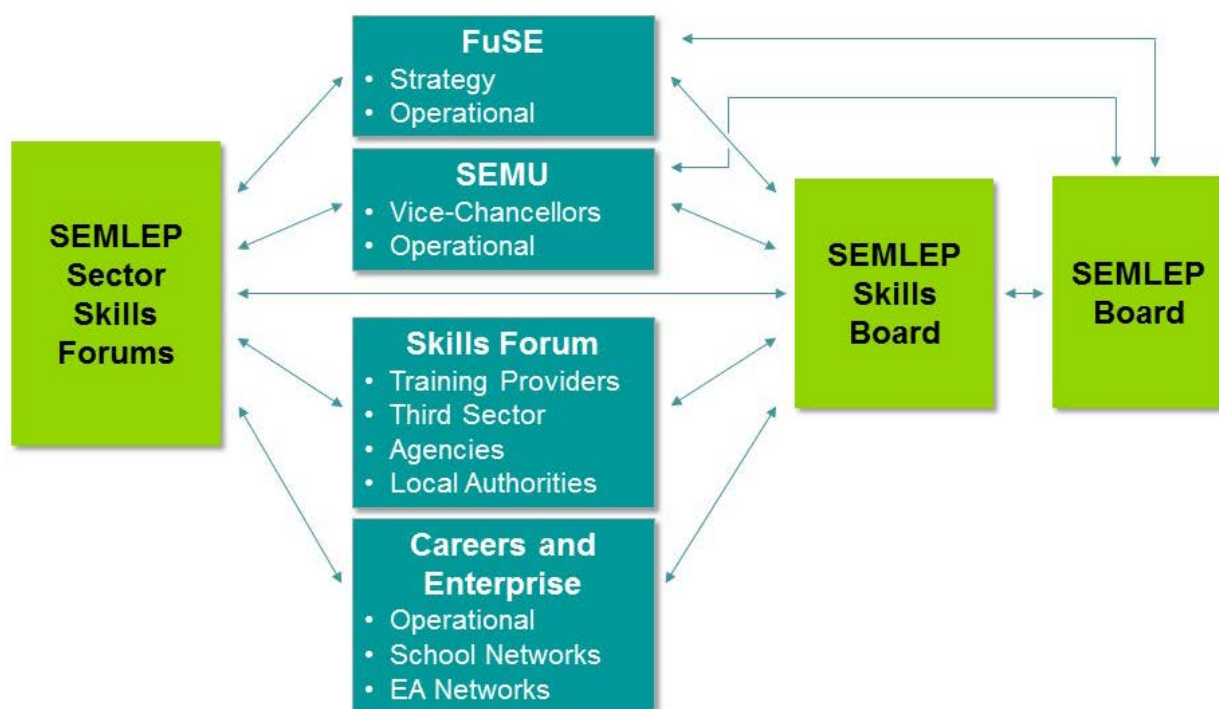 SEMLEP
Sector
Skills
Forums
FuSE
• Strategy
• Operational
SEMU
• Vice-Chancellors
• Operational
Skills Forum
• Training Providers
• Third Sector
• Agencies
• Local Authorities
Careers and
Enterprise
• Operational
• School Networks
• EA Networks
SEMLEP
Skills
Board
SEMLEP
Board